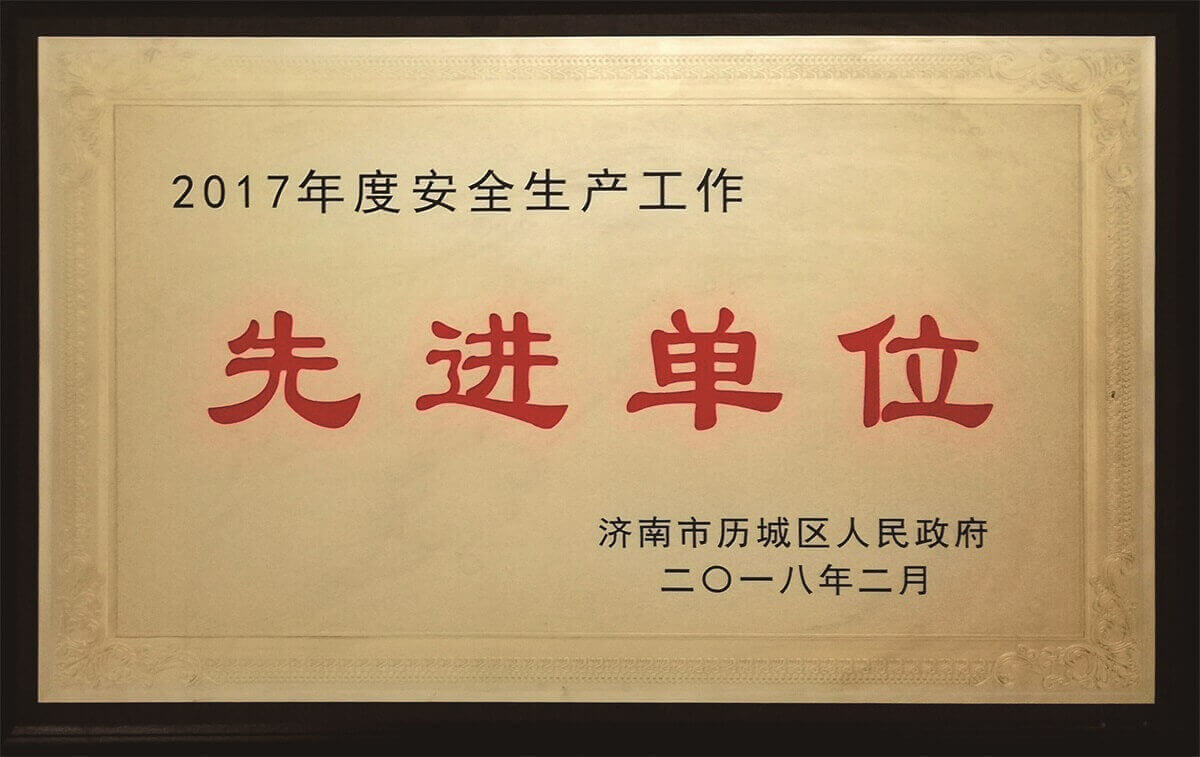 2017年度安全生产工作
先进单位
济南市历城区人民政府
二〇一八年二月